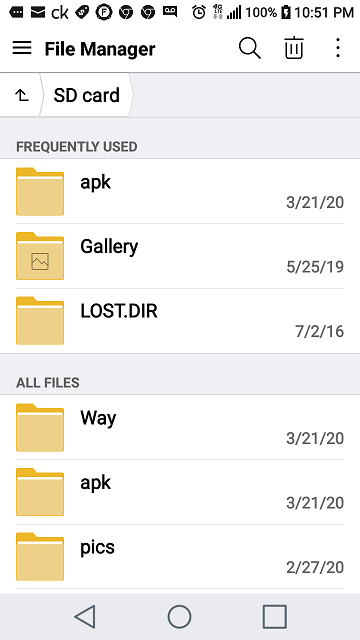 ck 4G LTE 100% 10:51 PM
File Manager
SD card
FREQUENTLY USED
apk
3/21/20
Gallery
5/25/19
LOST.DIR
7/2/16
ALL FILES
Way
3/21/20
apk
3/21/20
pics
2/27/20